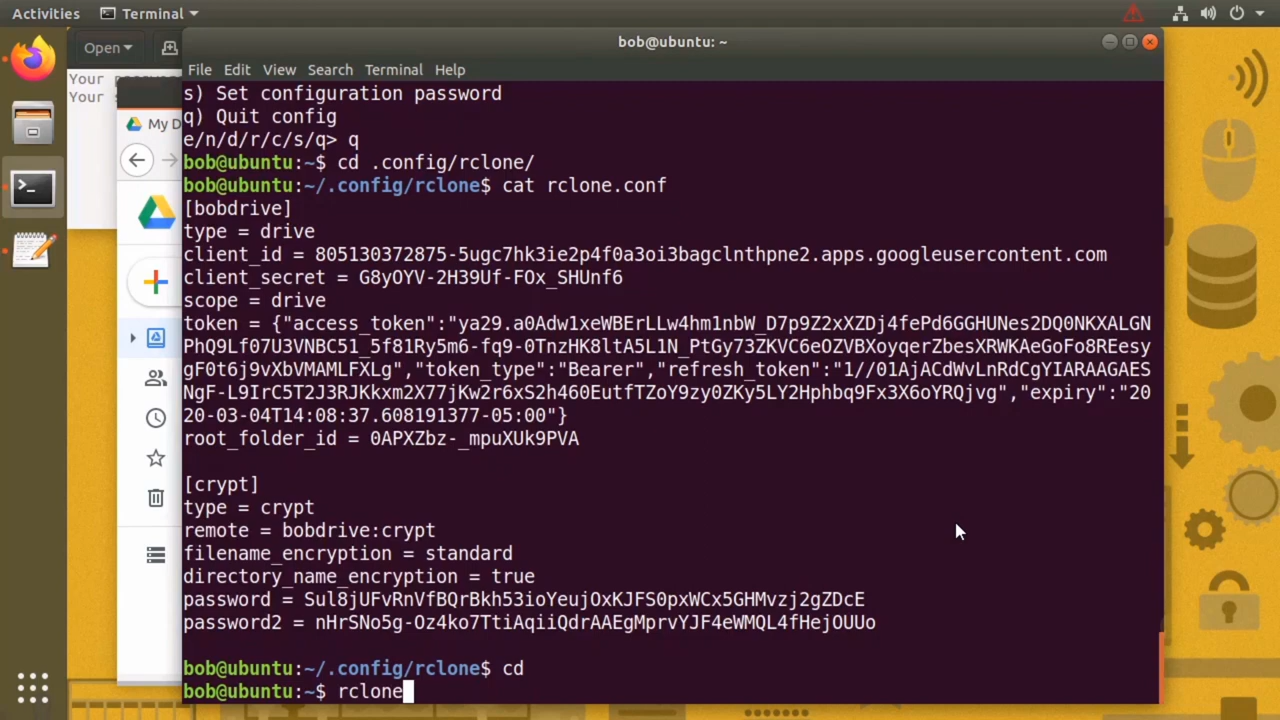 Activities Terminal
Open
bob@ubuntu: ~
File Edit View Search Terminal Help
Your
Your
My D
s) Set configuration password
q) Quit config
e/n/d/r/c/s/q> q
bob@ubuntu:~$ cd .config/rclone/
bob@ubuntu:~/.config/rclone$ cat rclone.conf
[bobdrive]
type = drive
client_id = 805130372875-5ugc7hk3ie2p4f0a3oi3bagclnthpne2.apps.googleusercontent.com
client_secret = G8yOYV-2H39Uf-FOx_SHUnf6
scope = drive
token = {"access_token":"ya29.a0Adw1xeWBErLLw4hm1nbW_D7p9Z2xXZDj4fePd6GGHUNes2DQ0NKXALGN
PhQ9Lf07U3VNBC51_5f81Ry5m6-fq9-0TnzHK8ltA5L1N_PtGy73ZKVC6eOZVBXoyqerZbesXRWKAeGoFo8REesy
gF0t6j9vXbVMAMLFXLg","token_type":"Bearer","refresh_token":"1//01AjACdWvLnRdCgYIARAAGAES
NgF-L9IrC5T2J3RJKkxm2X77jKw2r6xS2h460EutfTZoY9zy0ZKy5LY2Hphbq9Fx3X6oYRQjvg","expiry":"20
20-03-04T14:08:37.608191377-05:00"}
root_folder_id = 0APXZbz-_mpuXUk9PVA
[crypt]
type = crypt
remote = bobdrive:crypt
filename_encryption = standard
directory_name_encryption = true
password = Sul8jUFvRnVfBQrBkh53ioYeujOxKJFS0pxWCx5GHMvzj2gZDcE
password2 = nHrSNo5g-Oz4ko7TtiAqiiQdrAAEgMprvYJF4eWMQL4fHejOUUo
bob@ubuntu:~/.config/rclone$ cd
bob@ubuntu:~$ rclone